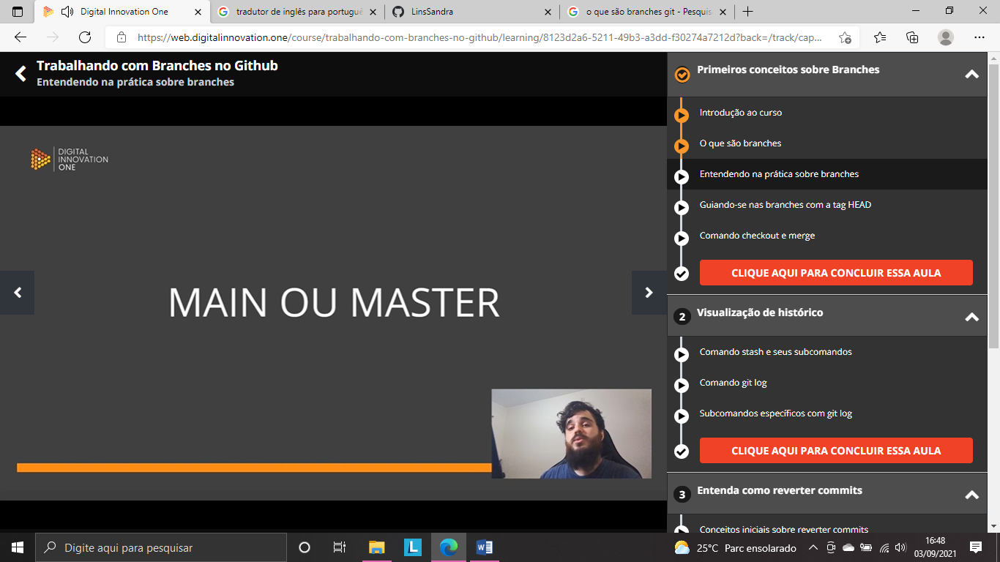 Digital Innovation One
tradutor de inglês para portugu
LinsSandra
o que são branches git - Pesquis
https://web.digitalinnovation.one/course/trabalhando-com-branches-no-github/learning/8123d2a6-5211-49b3-a3dd-f30274a7212d?back=/track/cap...
Trabalhando com Branches no Github
Entendendo na prática sobre branches
DIGITAL
INNOVATION
ONE
MAIN OU MASTER
Primeiros conceitos sobre Branches
Introdução ao curso
O que são branches
Entendendo na prática sobre branches
Guiando-se nas branches com a tag HEAD
Comando checkout e merge
CLIQUE AQUI PARA CONCLUIR ESSA AULA
2 Visualização de histórico
Comando stash e seus subcomandos
Comando git log
Subcomandos específicos com git log
CLIQUE AQUI PARA CONCLUIR ESSA AULA
3 Entenda como reverter commits
Conceitos iniciais sobre reverter commits
Digite aqui para pesquisar
L
W
25°C Parc ensolarado
16:48
03/09/2021